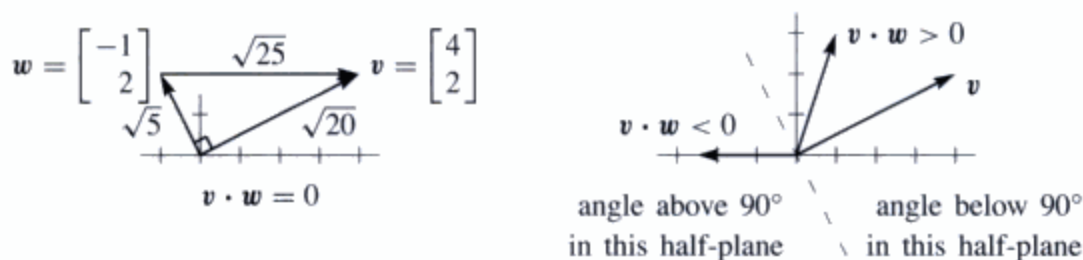 w = [−1 2]
√25
v = [4 2]
√5
√20
v · w = 0
v · w > 0
v
v · w < 0
angle above 90°
in this half-plane
angle below 90°
in this half-plane